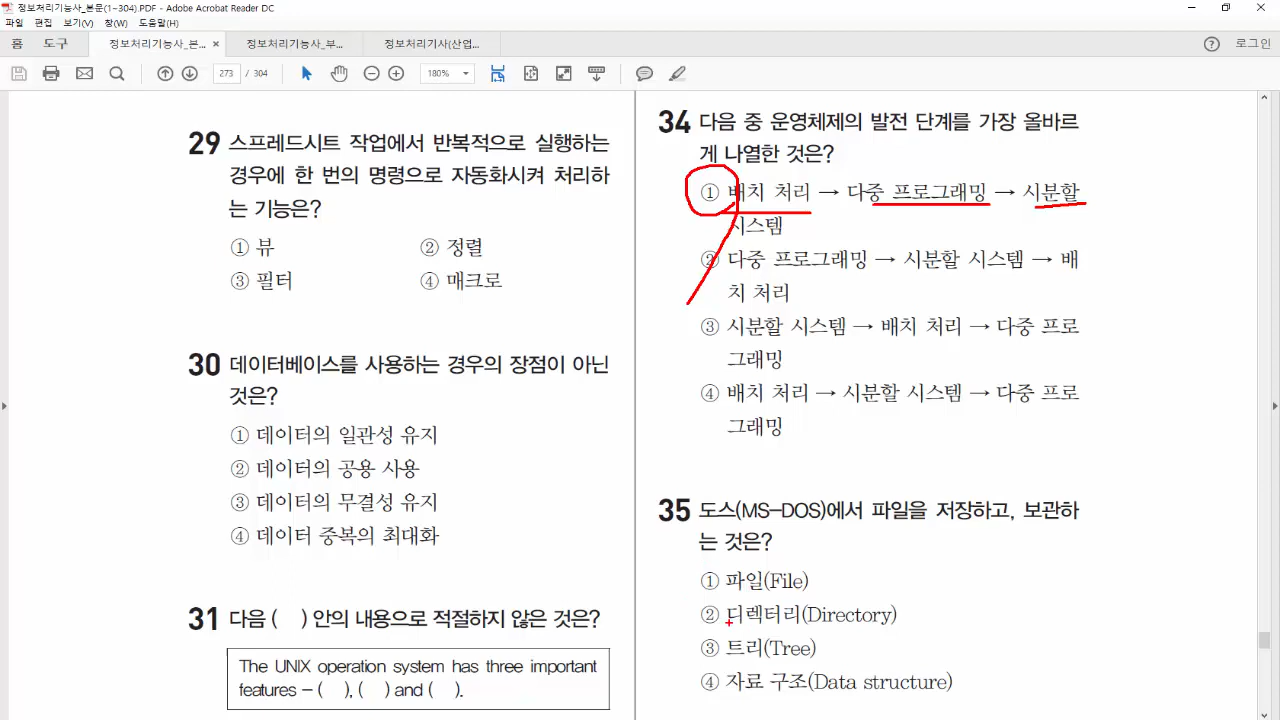 정보처리기능사_본문(1~304).PDF - Adobe Acrobat Reader DC
파일 편집 보기(V) 창(W) 도움말(H)
홈 도구 정보처리기능사_본... × 정보처리기능사_부... 정보처리기사(산업... 로그인
273 / 304 180%
29 스프레드시트 작업에서 반복적으로 실행하는
경우에 한 번의 명령으로 자동화시켜 처리하
는 기능은?
① 뷰 ② 정렬
③ 필터 ④ 매크로
30 데이터베이스를 사용하는 경우의 장점이 아닌
것은?
① 데이터의 일관성 유지
② 데이터의 공용 사용
③ 데이터의 무결성 유지
④ 데이터 중복의 최대화
31 다음 ( ) 안의 내용으로 적절하지 않은 것은?
The UNIX operation system has three important
features – ( ), ( ) and ( ).
34 다음 중 운영체제의 발전 단계를 가장 올바르
게 나열한 것은?
① 배치 처리 → 다중 프로그래밍 → 시분할
시스템
② 다중 프로그래밍 → 시분할 시스템 → 배
치 처리
③ 시분할 시스템 → 배치 처리 → 다중 프로
그래밍
④ 배치 처리 → 시분할 시스템 → 다중 프로
그래밍
35 도스(MS-DOS)에서 파일을 저장하고, 보관하
는 것은?
① 파일(File)
② 디렉터리(Directory)
③ 트리(Tree)
④ 자료 구조(Data structure)